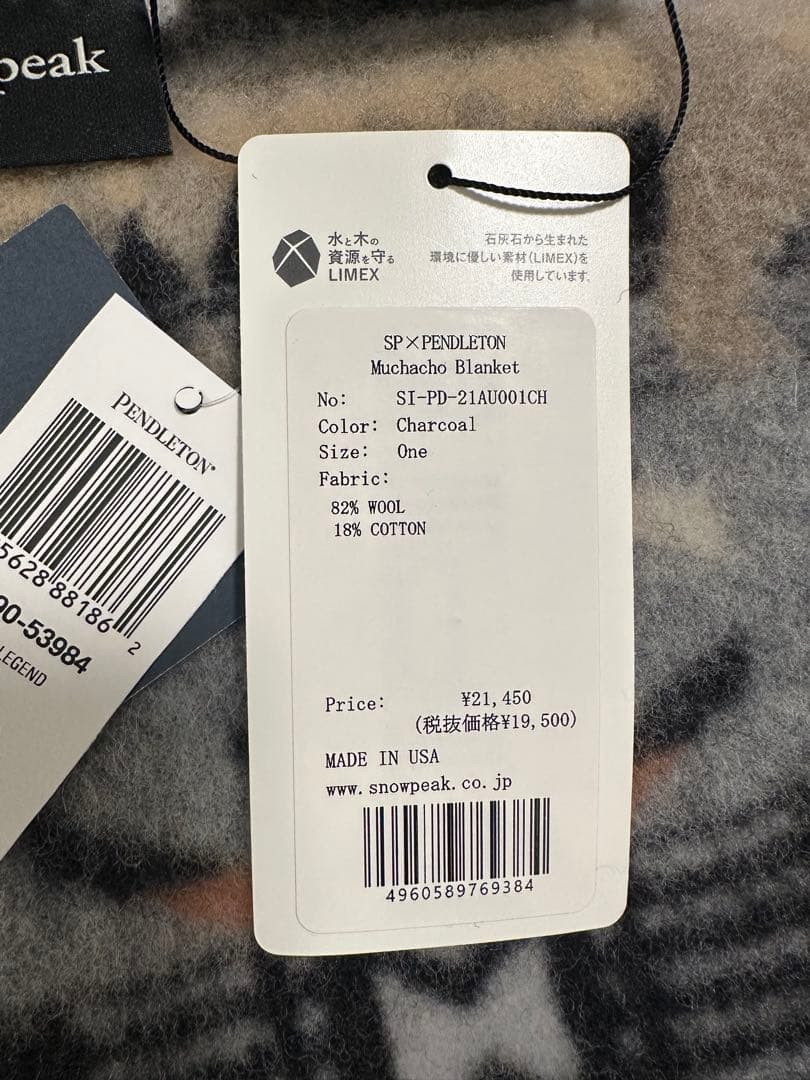 peak
水と木の
資源を守る
LIMEX
石灰石から生まれた
環境に優しい素材(LIMEX)を
使用しています。
SP×PENDLETON
Muchacho Blanket
No: SI-PD-21AU001CH
Color: Charcoal
Size: One
Fabric:
82% WOOL
18% COTTON
Price: ¥21,450
(税抜価格¥19,500)
MADE IN USA
www.snowpeak.co.jp
4960589769384
PENDLETON®
5628 88186 2
00-53984
LEGEND